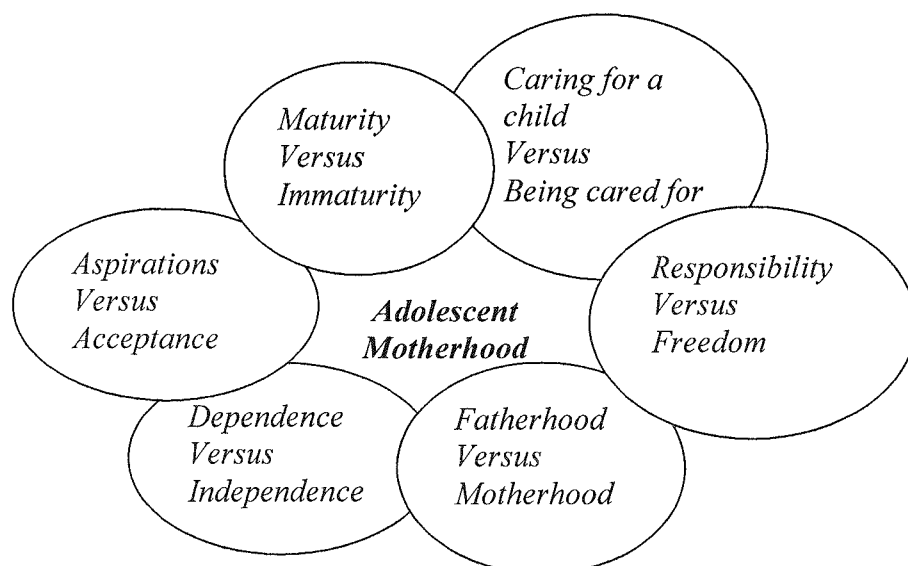 Maturity
Versus
Immaturity
Caring for a
child
Versus
Being cared for
Aspirations
Versus
Acceptance
Responsibility
Versus
Freedom
Adolescent
Motherhood
Dependence
Versus
Independence
Fatherhood
Versus
Motherhood